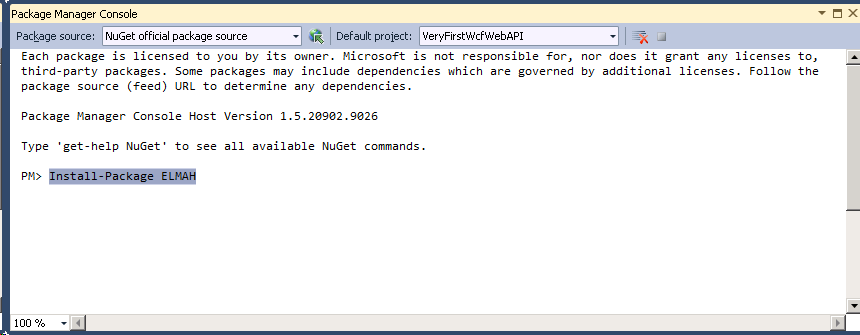 Package Manager Console
Package source: NuGet official package source Default project: VeryFirstWcfWebAPI
Each package is licensed to you by its owner. Microsoft is not responsible for, nor does it grant any licenses to,
third-party packages. Some packages may include dependencies which are governed by additional licenses. Follow the
package source (feed) URL to determine any dependencies.
Package Manager Console Host Version 1.5.20902.9026
Type 'get-help NuGet' to see all available NuGet commands.
PM> Install-Package ELMAH
100 %